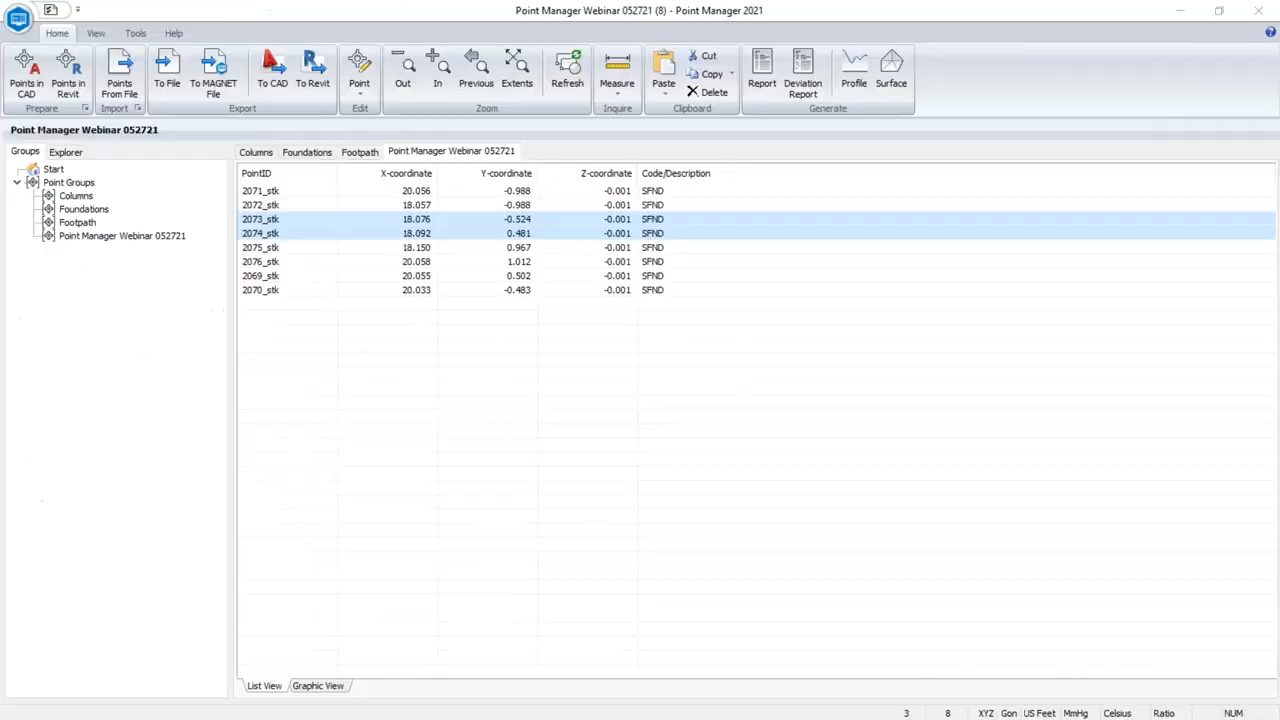 Point Manager Webinar 052721 (8) - Point Manager 2021
Home View Tools Help
Points in CAD
Points in Revit
Prepare
Points From File
Import
To File
To MAGNET File
To CAD
To Revit
Export
Point
Edit
Out
In
Previous
Extents
Zoom
Refresh
Measure
Inquire
Paste
Cut
Copy
Delete
Clipboard
Report
Deviation Report
Profile
Surface
Generate
Point Manager Webinar 052721
Groups Explorer
Start
Point Groups
Columns
Foundations
Footpath
Point Manager Webinar 052721
Columns Foundations Footpath Point Manager Webinar 052721
PointID X-coordinate Y-coordinate Z-coordinate Code/Description
2071_stk 20.056 -0.988 -0.001 SFND
2072_stk 18.057 -0.988 -0.001 SFND
2073_stk 18.076 -0.524 -0.001 SFND
2074_stk 18.092 0.481 -0.001 SFND
2075_stk 18.150 0.967 -0.001 SFND
2076_stk 20.058 1.012 -0.001 SFND
2069_stk 20.055 0.502 -0.001 SFND
2070_stk 20.033 -0.483 -0.001 SFND
List View Graphic View
3 8 XYZ Gon US Feet MmHg Celsius Ratio NUM